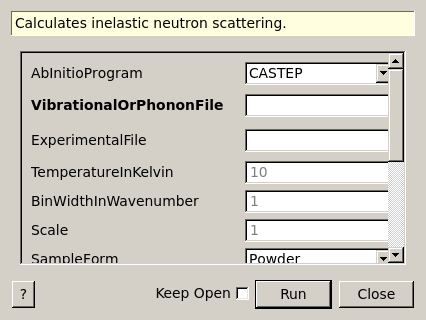 Calculates inelastic neutron scattering.
AbInitioProgram CASTEP
VibrationalOrPhononFile
ExperimentalFile
TemperatureInKelvin 10
BinWidthInWavenumber 1
Scale 1
SampleForm Powder
? Keep Open Run Close